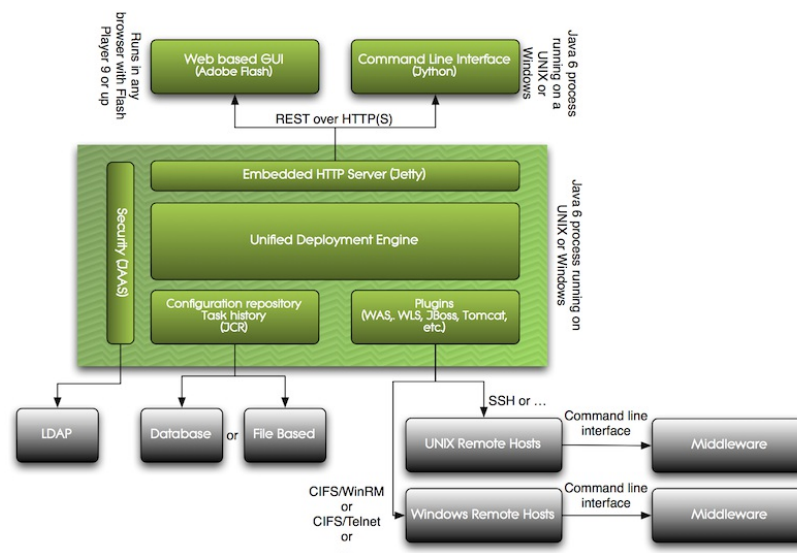 Runs in any
browser with Flash
Player 9 or up
Web based GUI
(Adobe Flash)
Command Line Interface
(Jython)
Java 6 process
running on a
UNIX or
Windows
REST over HTTP(S)
Embedded HTTP Server (Jetty)
Security (JAAS)
Unified Deployment Engine
Java 6 process running on
UNIX or Windows
Configuration repository
Task history
(JCR)
Plugins
(WAS,. WLS, JBoss, Tomcat,
etc.)
LDAP
Database
or
File Based
SSH or ...
UNIX Remote Hosts
Command line
interface
Middleware
CIFS/WinRM
or
CIFS/Telnet
or
Windows Remote Hosts
Command line
interface
Middleware